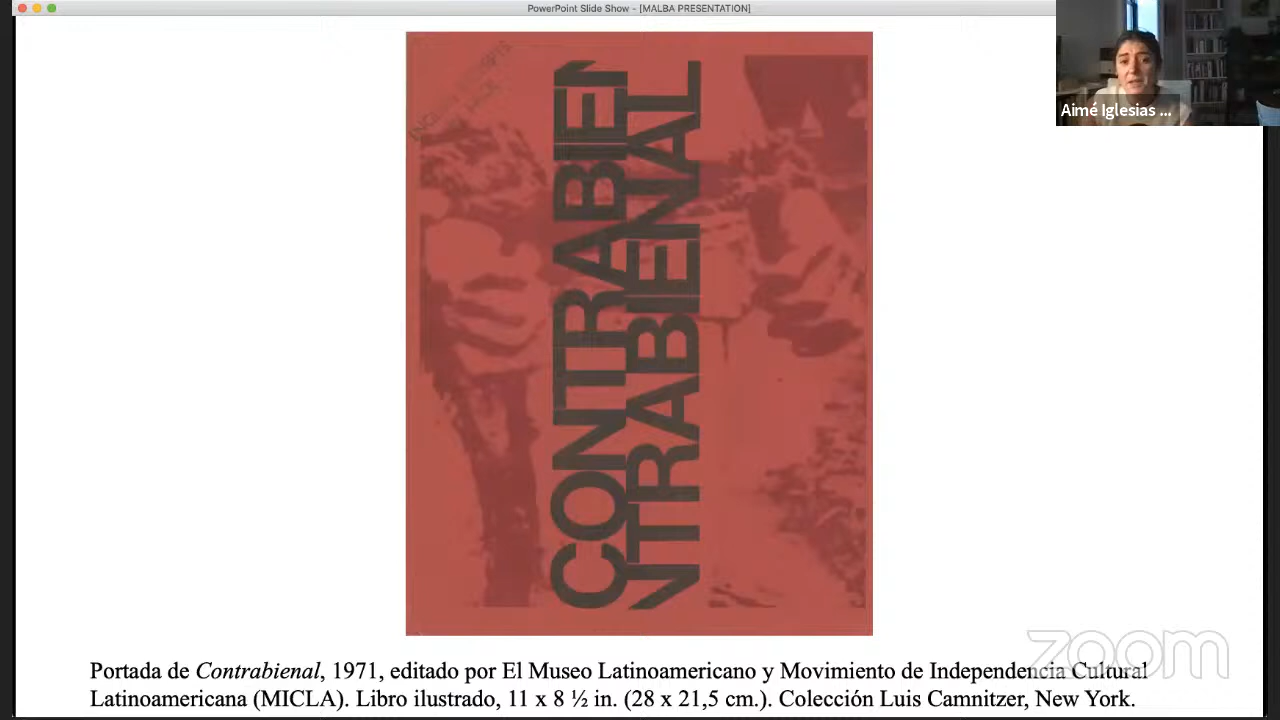 PowerPoint Slide Show - [MALBA PRESENTATION]
Aimé Iglesias ...
CONTRABIEN
NTRABIENAL
Portada de Contrabienal, 1971, editado por El Museo Latinoamericano y Movimiento de Independencia Cultural
Latinoamericana (MICLA). Libro ilustrado, 11 x 8 ½ in. (28 x 21,5 cm.). Colección Luis Camnitzer, New York.
zoom